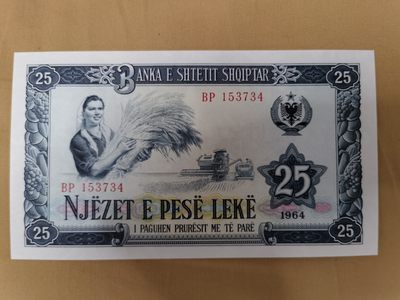 25
BANKA E SHTETIT SHQIPTAR
25
BP 153734
BP 153734
25
NJËZET E PESË LEKË
1964
25
I PAGUHEN PRURËSIT ME TË PARË
25